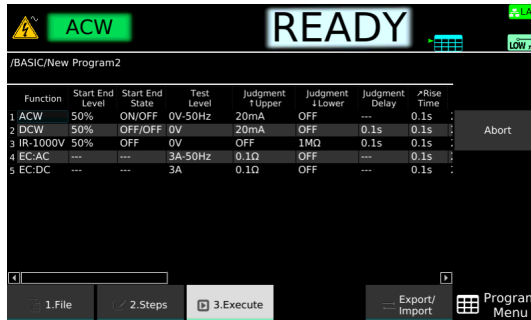 LA
ACW
READY
LOW
/BASIC/New Program2
Function Start End Level Start End State Test Level Judgment ↑Upper Judgment ↓Lower Judgment Delay ↗Rise Time
1 ACW 50% ON/OFF 0V-50Hz 20mA OFF --- 0.1s
2 DCW 50% OFF/OFF 0V 20mA OFF 0.1s 0.1s
3 IR-1000V 50% OFF 0V OFF 1MΩ 0.1s 0.1s
4 EC:AC --- --- 3A-50Hz 0.1Ω OFF --- 0.1s
5 EC:DC --- --- 3A 0.1Ω OFF --- 0.1s
Abort
1.File
2.Steps
3.Execute
Export/
Import
Program
Menu